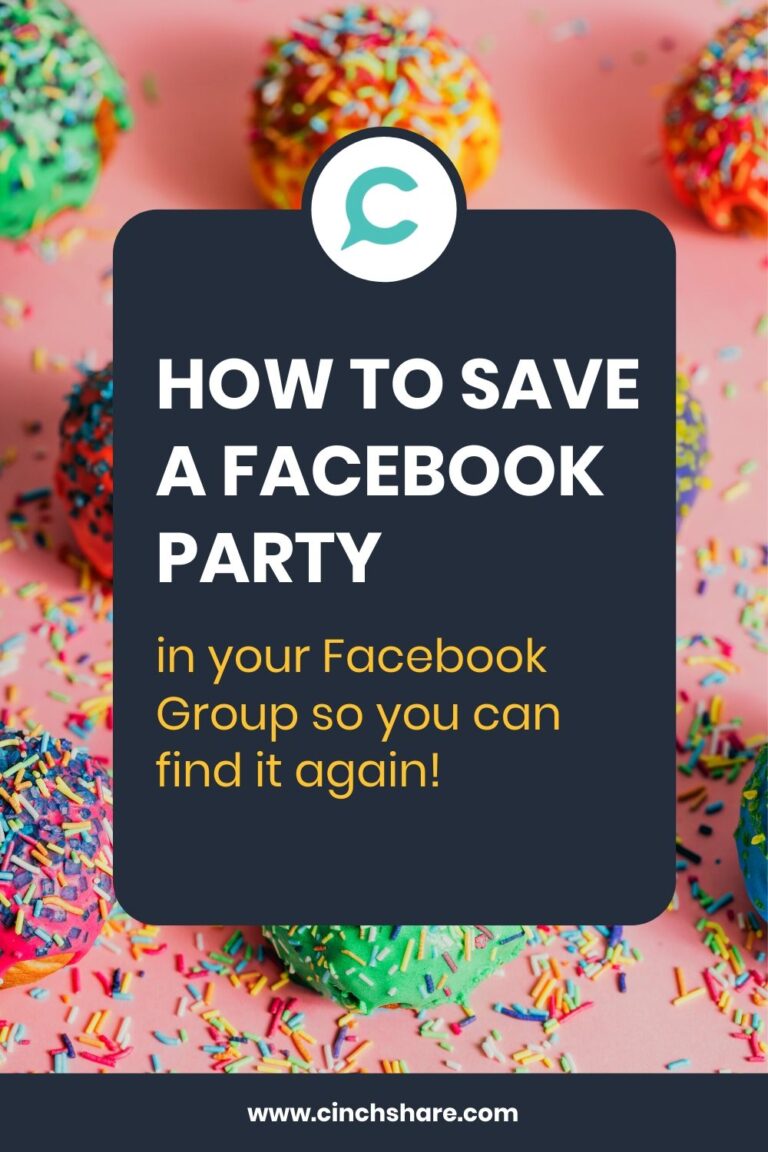 HOW TO SAVE
A FACEBOOK
PARTY
in your Facebook
Group so you can
find it again!
www.cinchshare.com